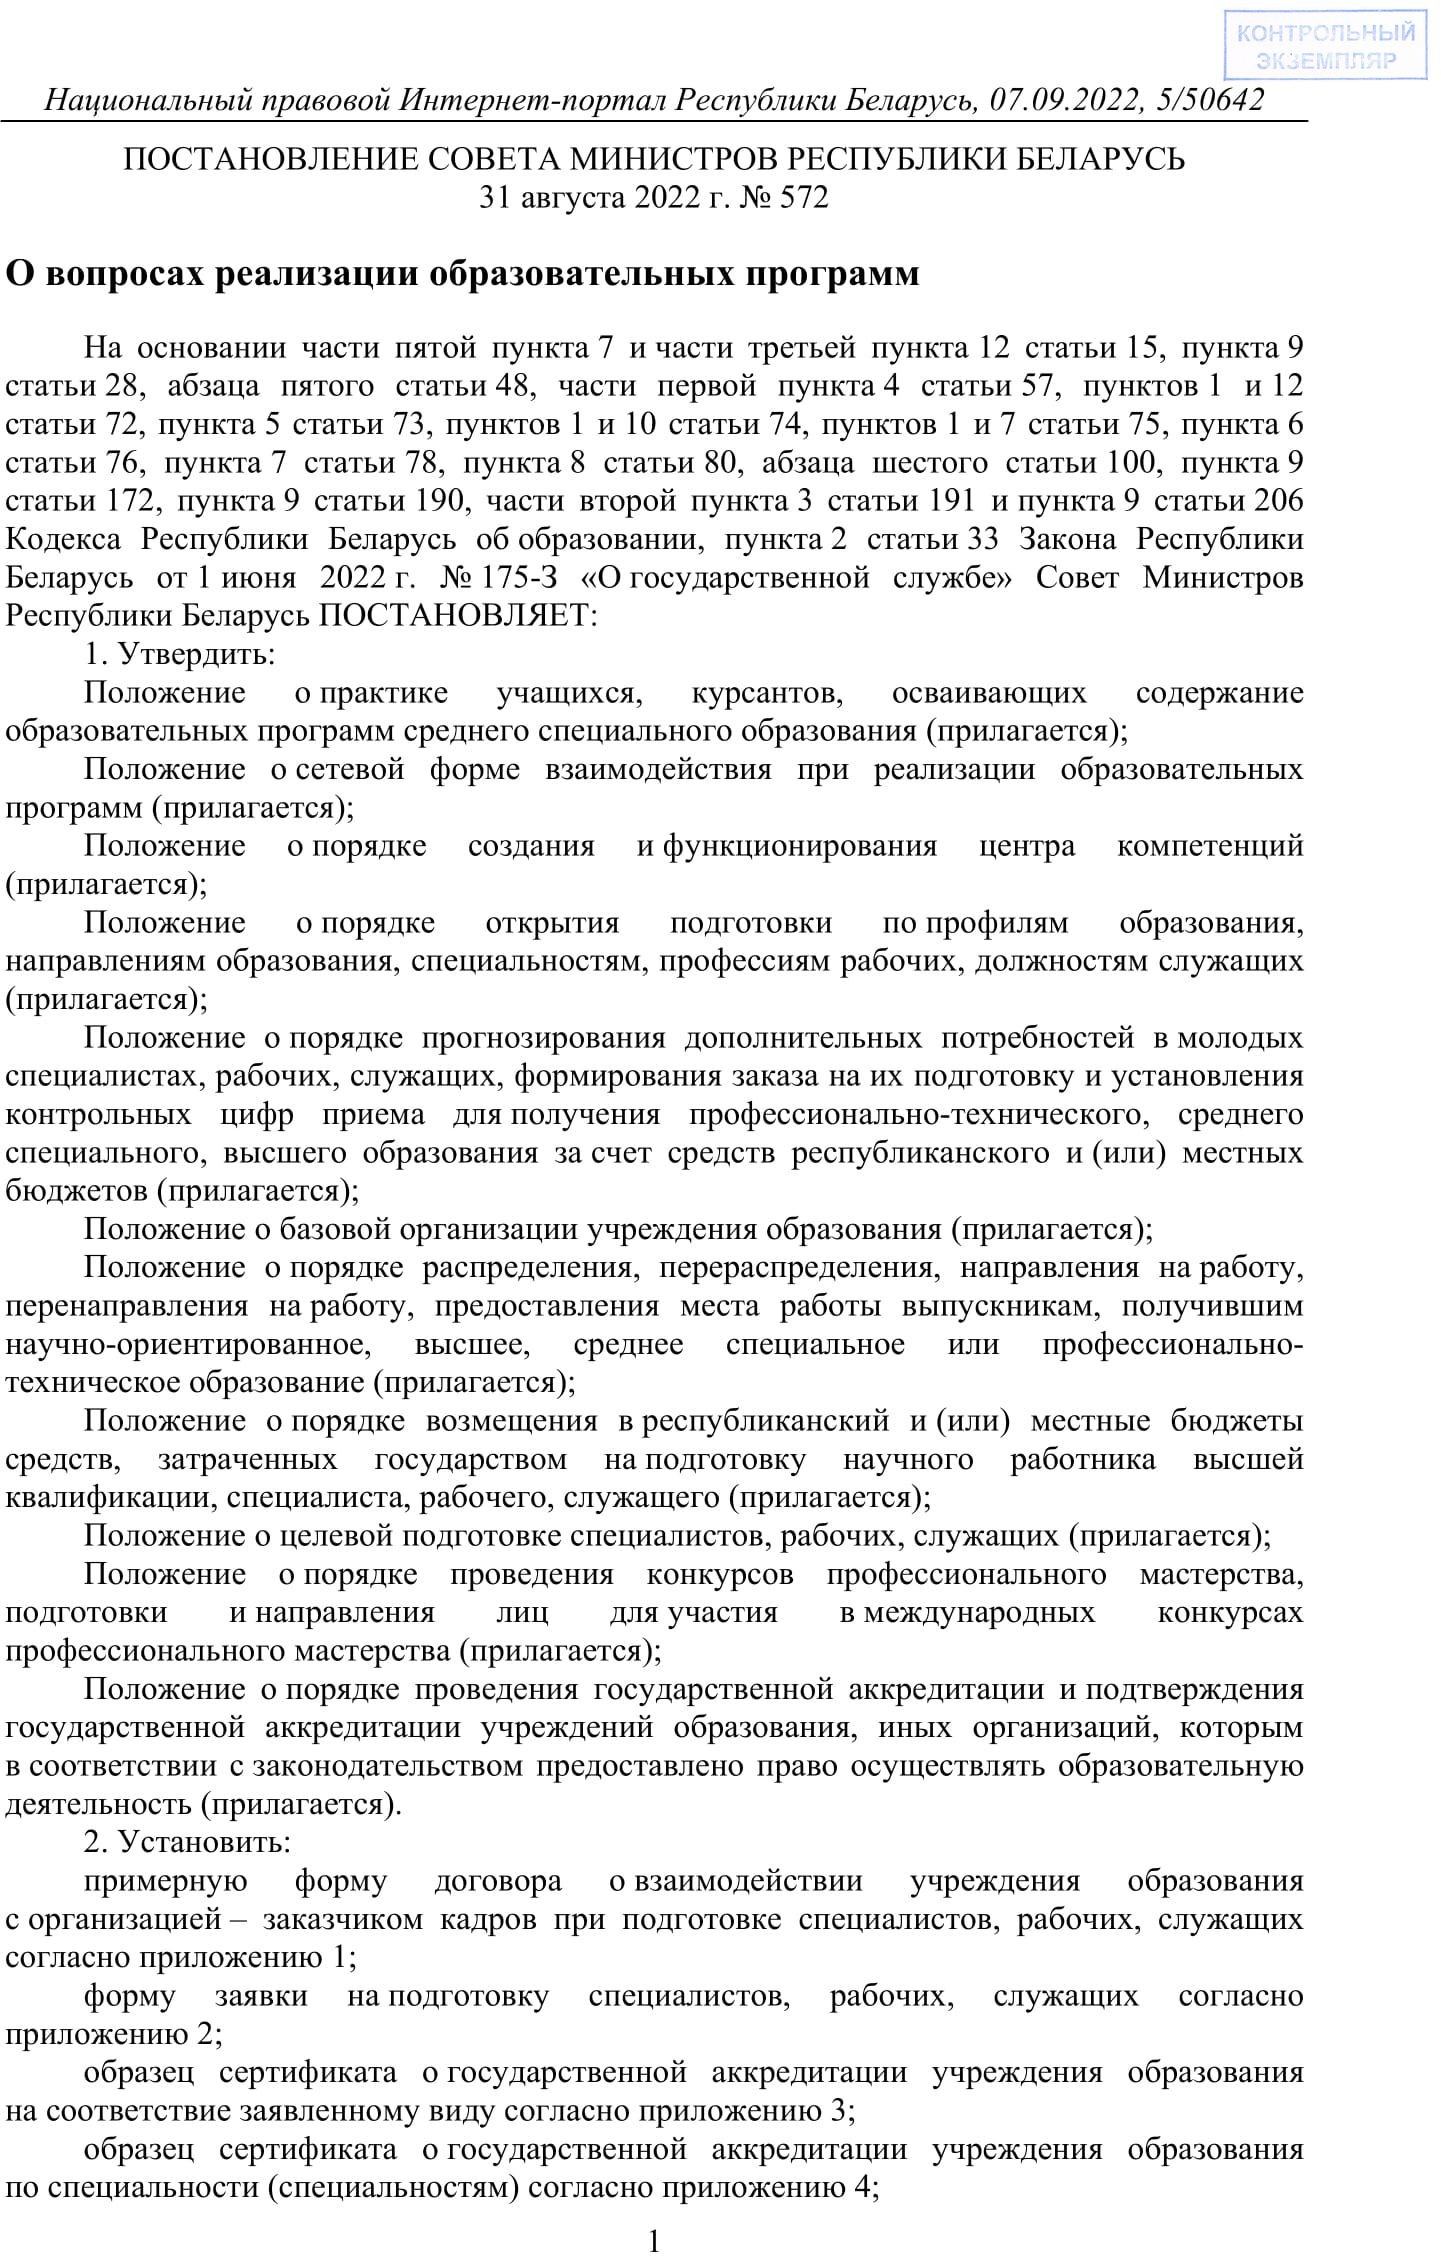 КОНТРОЛЬНЫЙ
ЭКЗЕМПЛЯР
Национальный правовой Интернет-портал Республики Беларусь, 07.09.2022, 5/50642
ПОСТАНОВЛЕНИЕ СОВЕТА МИНИСТРОВ РЕСПУБЛИКИ БЕЛАРУСЬ
31 августа 2022 г. № 572
О вопросах реализации образовательных программ
На основании части пятой пункта 7 и части третьей пункта 12 статьи 15, пункта 9
статьи 28, абзаца пятого статьи 48, части первой пункта 4 статьи 57, пунктов 1 и 12
статьи 72, пункта 5 статьи 73, пунктов 1 и 10 статьи 74, пунктов 1 и 7 статьи 75, пункта 6
статьи 76, пункта 7 статьи 78, пункта 8 статьи 80, абзаца шестого статьи 100, пункта 9
статьи 172, пункта 9 статьи 190, части второй пункта 3 статьи 191 и пункта 9 статьи 206
Кодекса Республики Беларусь об образовании, пункта 2 статьи 33 Закона Республики
Беларусь от 1 июня 2022 г. № 175-З «О государственной службе» Совет Министров
Республики Беларусь ПОСТАНОВЛЯЕТ:
1. Утвердить:
Положение о практике учащихся, курсантов, осваивающих содержание
образовательных программ среднего специального образования (прилагается);
Положение о сетевой форме взаимодействия при реализации образовательных
программ (прилагается);
Положение о порядке создания и функционирования центра компетенций
(прилагается);
Положение о порядке открытия подготовки по профилям образования,
направлениям образования, специальностям, профессиям рабочих, должностям служащих
(прилагается);
Положение о порядке прогнозирования дополнительных потребностей в молодых
специалистах, рабочих, служащих, формирования заказа на их подготовку и установления
контрольных цифр приема для получения профессионально-технического, среднего
специального, высшего образования за счет средств республиканского и (или) местных
бюджетов (прилагается);
Положение о базовой организации учреждения образования (прилагается);
Положение о порядке распределения, перераспределения, направления на работу,
перенаправления на работу, предоставления места работы выпускникам, получившим
научно-ориентированное, высшее, среднее специальное или профессионально-
техническое образование (прилагается);
Положение о порядке возмещения в республиканский и (или) местные бюджеты
средств, затраченных государством на подготовку научного работника высшей
квалификации, специалиста, рабочего, служащего (прилагается);
Положение о целевой подготовке специалистов, рабочих, служащих (прилагается);
Положение о порядке проведения конкурсов профессионального мастерства,
подготовки и направления лиц для участия в международных конкурсах
профессионального мастерства (прилагается);
Положение о порядке проведения государственной аккредитации и подтверждения
государственной аккредитации учреждений образования, иных организаций, которым
в соответствии с законодательством предоставлено право осуществлять образовательную
деятельность (прилагается).
2. Установить:
примерную форму договора о взаимодействии учреждения образования
с организацией – заказчиком кадров при подготовке специалистов, рабочих, служащих
согласно приложению 1;
форму заявки на подготовку специалистов, рабочих, служащих согласно
приложению 2;
образец сертификата о государственной аккредитации учреждения образования
на соответствие заявленному виду согласно приложению 3;
образец сертификата о государственной аккредитации учреждения образования
по специальности (специальностям) согласно приложению 4;
1